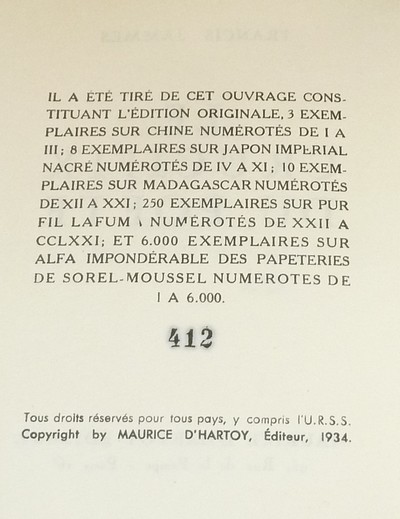 IL A ÉTÉ TIRÉ DE CET OUVRAGE CONS-
TITUANT L'ÉDITION ORIGINALE, 3 EXEM-
PLAIRES SUR CHINE NUMÉROTÉS DE I A
III; 8 EXEMPLAIRES SUR JAPON IMPÉRIAL
NACRÉ NUMÉROTÉS DE IV A XI; 10 EXEM-
PLAIRES SUR MADAGASCAR NUMÉROTÉS
DE XII A XXI; 250 EXEMPLAIRES SUR PUR
FIL LAFUMA NUMÉROTÉS DE XXII A
CCLXXI; ET 6.000 EXEMPLAIRES SUR
ALFA IMPONDÉRABLE DES PAPETERIES
DE SOREL-MOUSSEL NUMEROTES DE
I A 6.000.
412
Tous droits réservés pour tous pays, y compris l'U.R.S.S.
Copyright by MAURICE D'HARTOY, Éditeur, 1934.